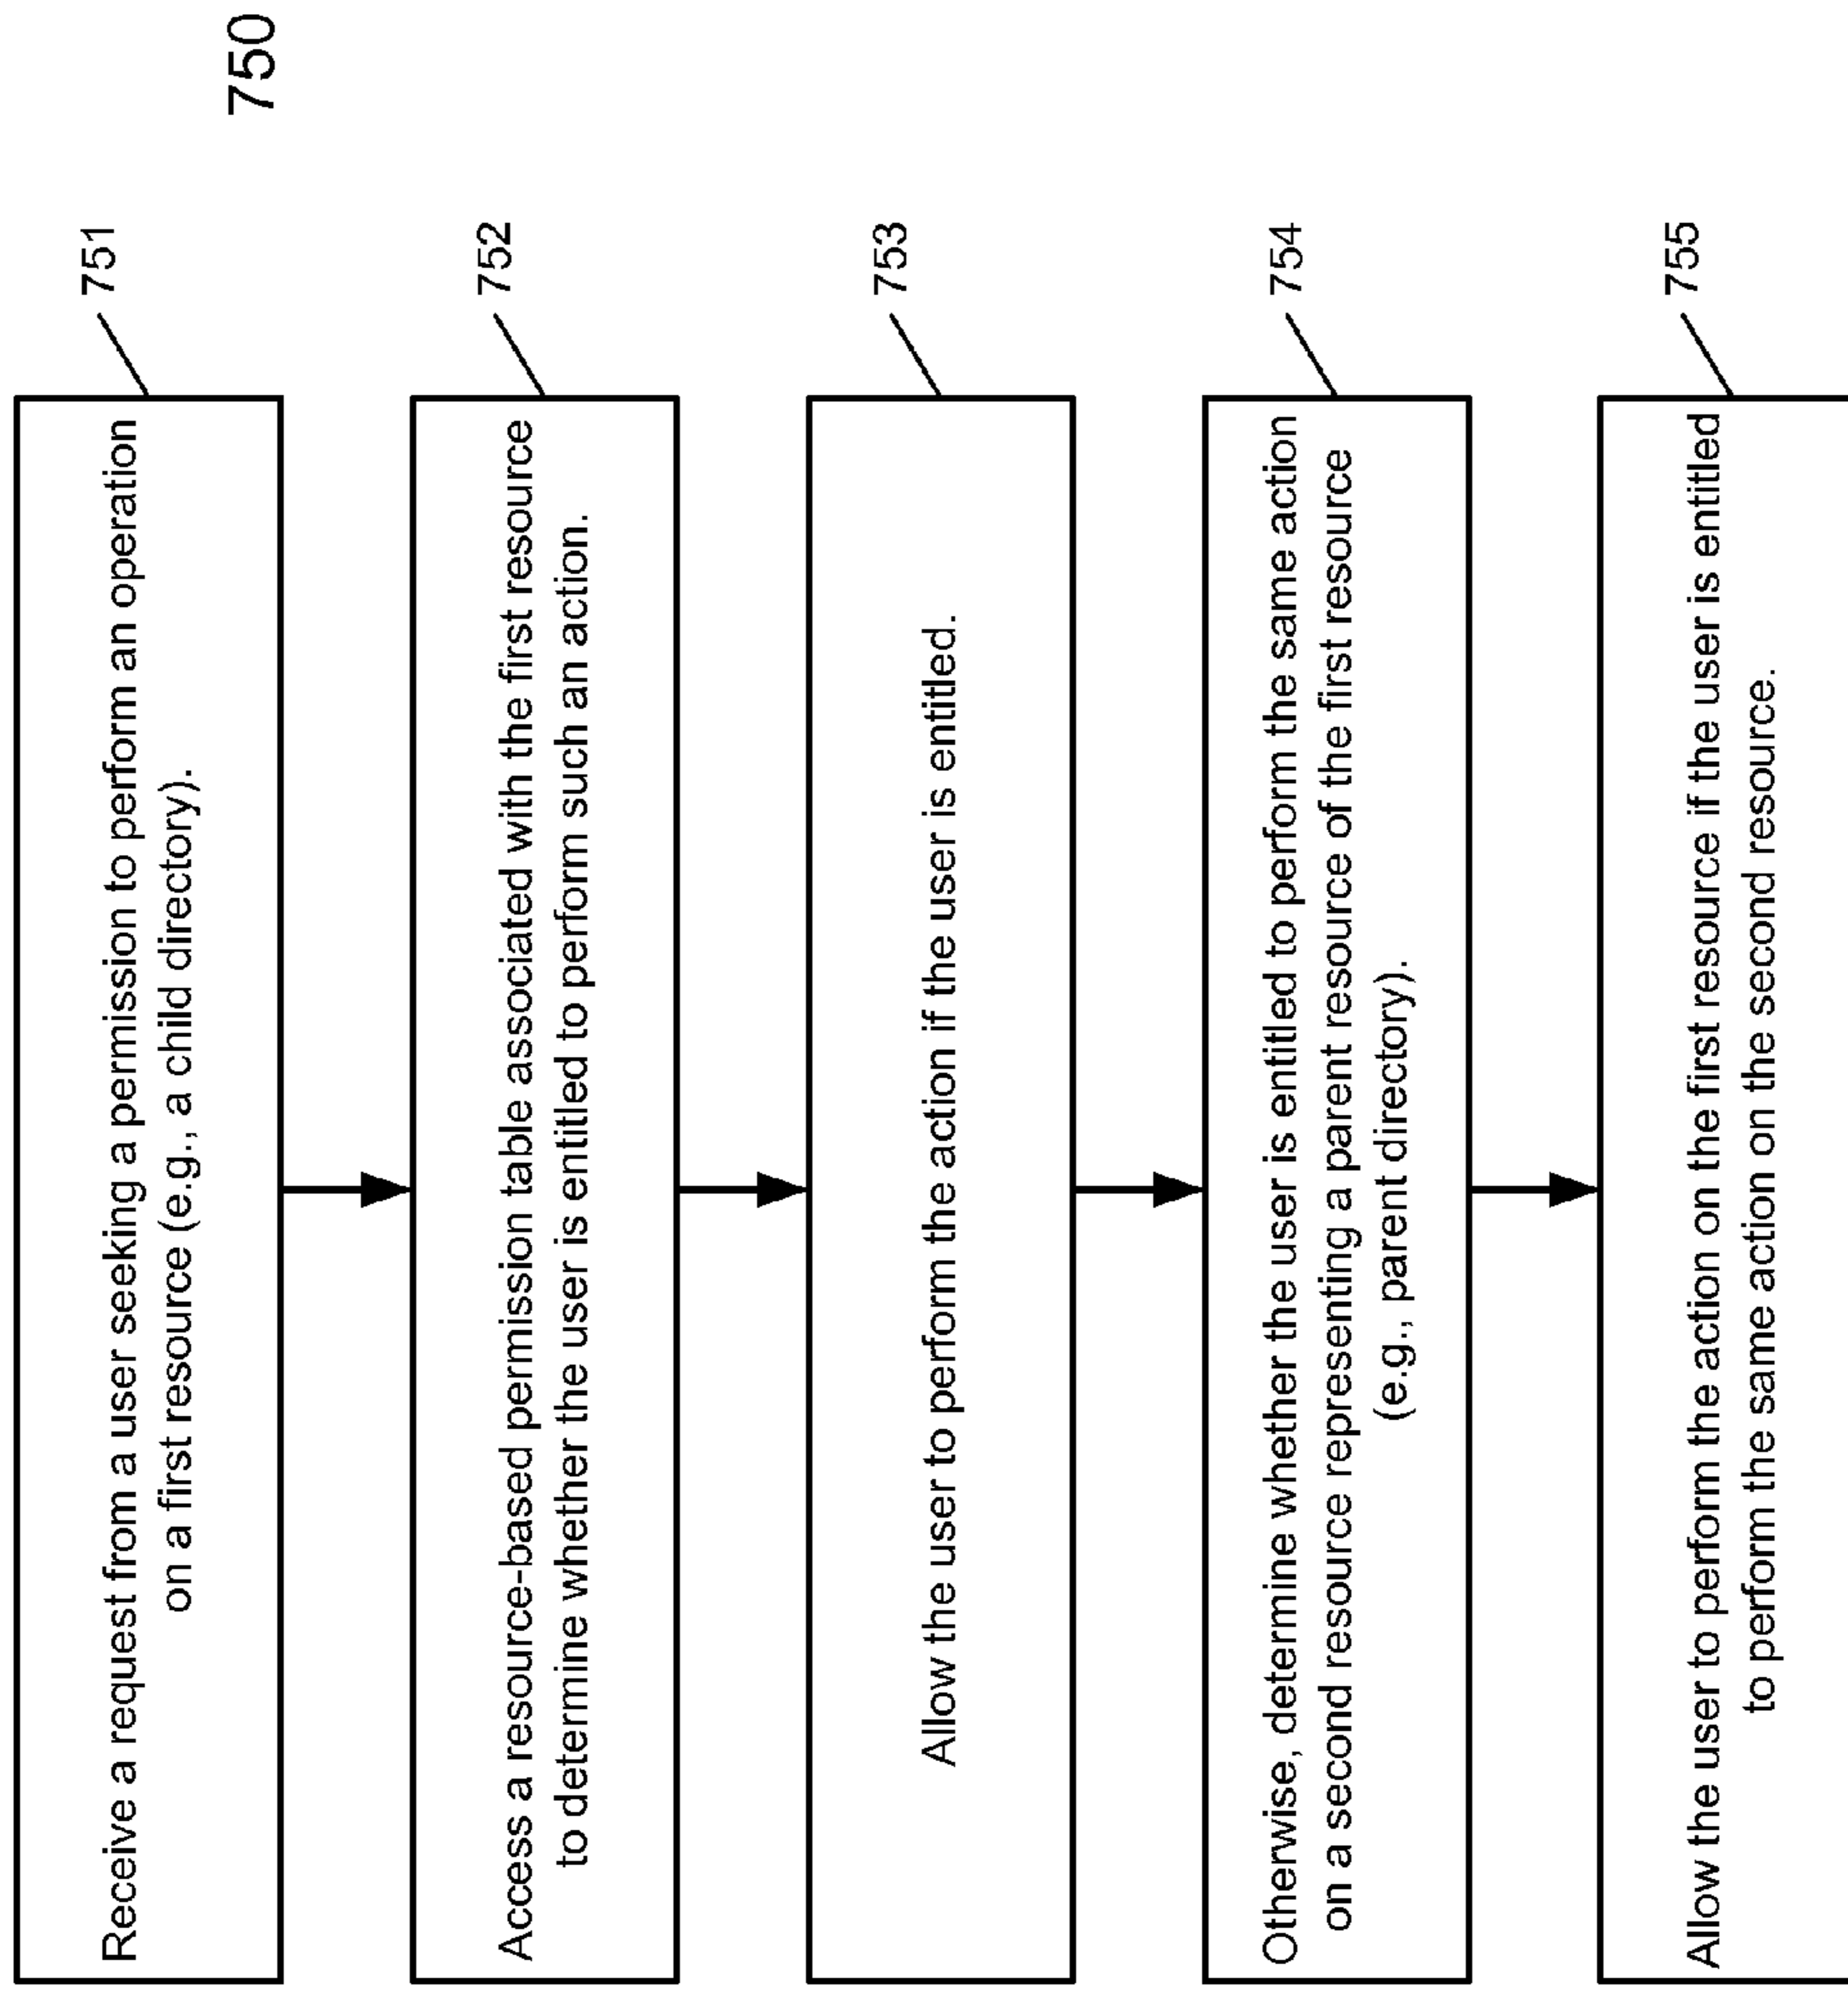 750
751
Receive a request from a user seeking a permission to perform an operation
on a first resource (e.g., a child directory).
752
Access a resource-based permission table associated with the first resource
to determine whether the user is entitled to perform such an action.
753
Allow the user to perform the action if the user is entitled.
754
Otherwise, determine whether the user is entitled to perform the same action
on a second resource representing a parent resource of the first resource
(e.g., parent directory).
755
Allow the user to perform the action on the first resource if the user is entitled
to perform the same action on the second resource.